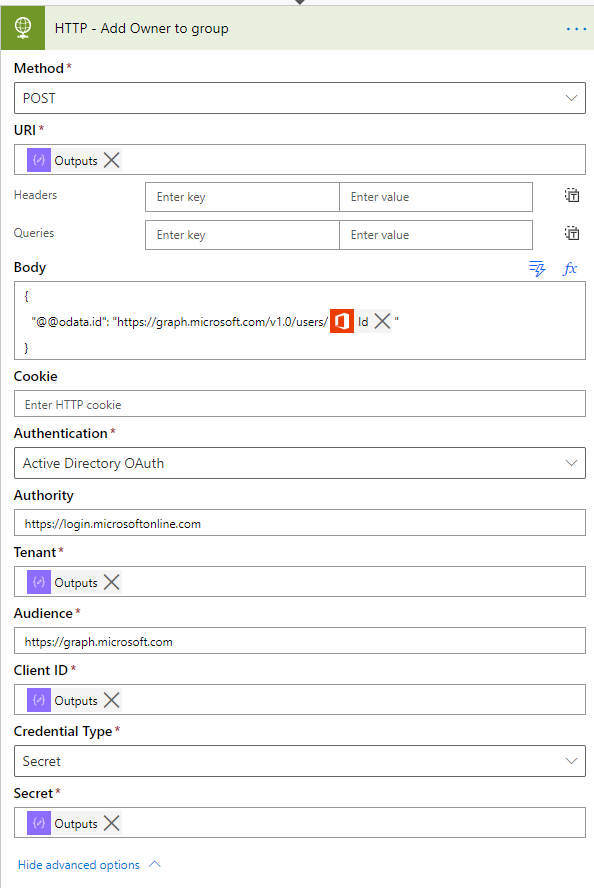 HTTP - Add Owner to group
Method *
POST
URI *
Outputs
Headers Enter key Enter value
Queries Enter key Enter value
Body fx
{
"@@odata.id": "https://graph.microsoft.com/v1.0/users/ Id "
}
Cookie
Enter HTTP cookie
Authentication *
Active Directory OAuth
Authority
https://login.microsoftonline.com
Tenant *
Outputs
Audience *
https://graph.microsoft.com
Client ID *
Outputs
Credential Type *
Secret
Secret *
Outputs
Hide advanced options